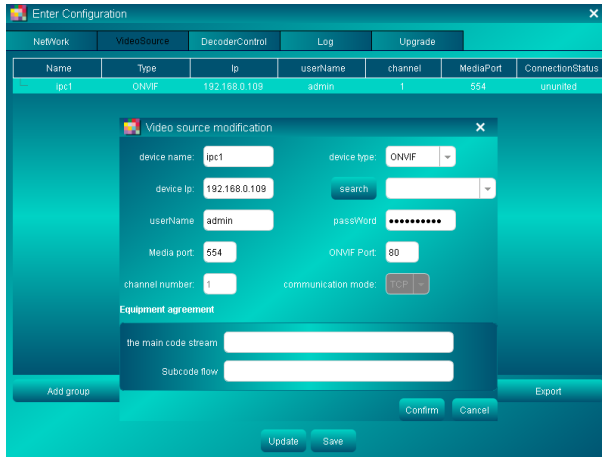 Enter Configuration
NetWork VideoSource DecoderControl Log Upgrade
Name Type Ip userName channel MediaPort ConnectionStatus
ipc1 ONVIF 192.168.0.109 admin 1 554 ununited
Video source modification
device name: ipc1 device type: ONVIF
device Ip: 192.168.0.109 search
userName admin passWord ••••••••••
Media port: 554 ONVIF Port: 80
channel number: 1 communication mode: TCP
Equipment agreement
the main code stream
Subcode flow
Add group Export
Confirm Cancel
Update Save